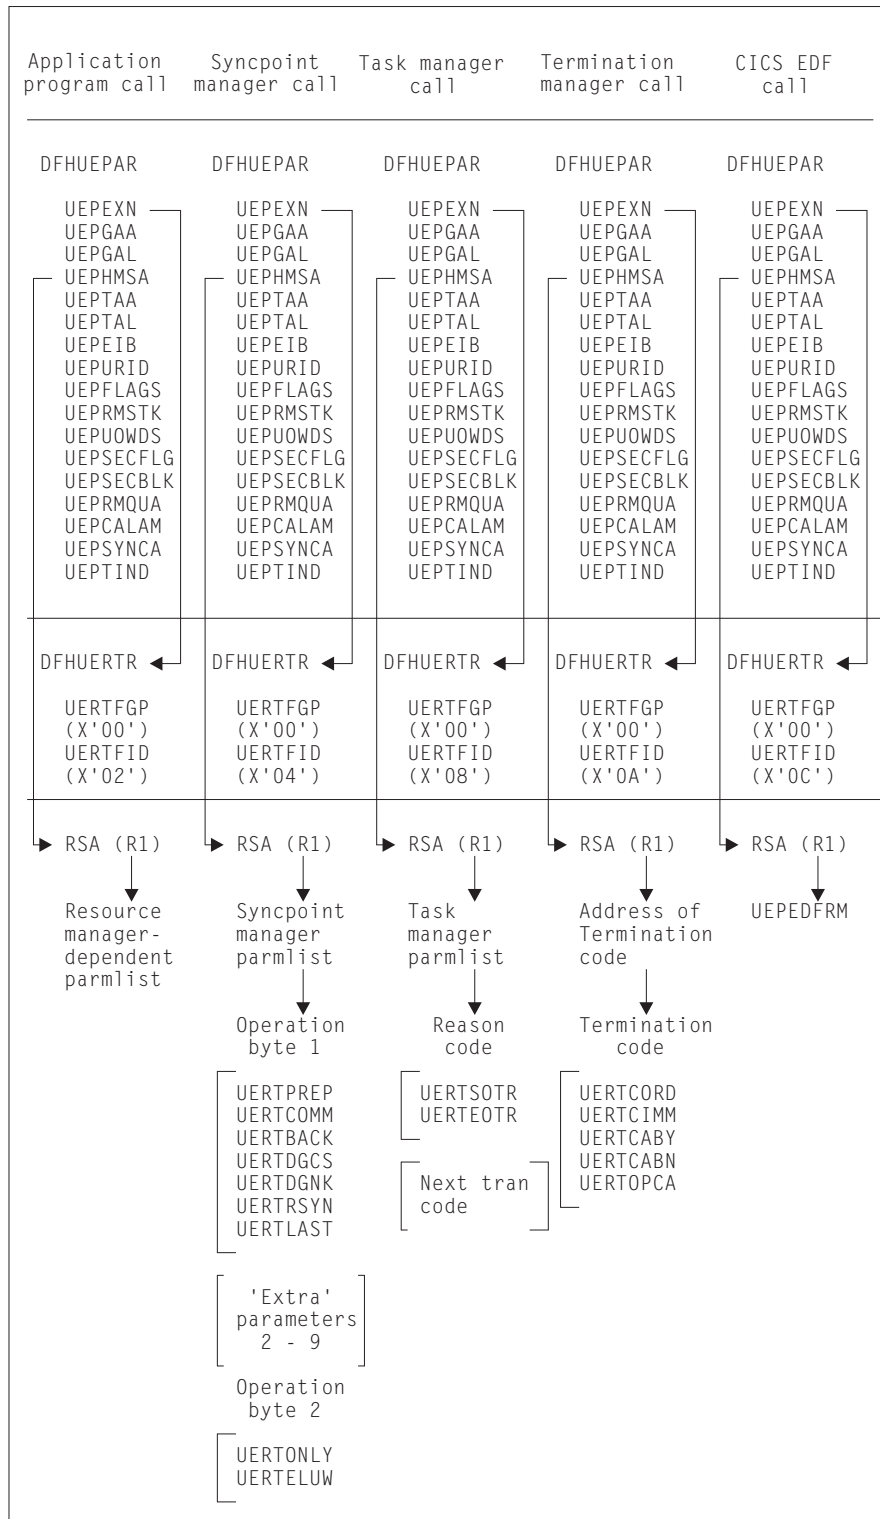 Application Syncpoint Task manager Termination CICS EDF
program call manager call call manager call call
DFHUEPAR DFHUEPAR DFHUEPAR DFHUEPAR DFHUEPAR
UEPEXN UEPEXN UEPEXN UEPEXN UEPEXN
UEPGAA UEPGAA UEPGAA UEPGAA UEPGAA
UEPGAL UEPGAL UEPGAL UEPGAL UEPGAL
UEPHMSA UEPHMSA UEPHMSA UEPHMSA UEPHMSA
UEPTAA UEPTAA UEPTAA UEPTAA UEPTAA
UEPTAL UEPTAL UEPTAL UEPTAL UEPTAL
UEPEIB UEPEIB UEPEIB UEPEIB UEPEIB
UEPURID UEPURID UEPURID UEPURID UEPURID
UEPFLAGS UEPFLAGS UEPFLAGS UEPFLAGS UEPFLAGS
UEPRMSTK UEPRMSTK UEPRMSTK UEPRMSTK UEPRMSTK
UEPUOWDS UEPUOWDS UEPUOWDS UEPUOWDS UEPUOWDS
UEPSECFLG UEPSECFLG UEPSECFLG UEPSECFLG UEPSECFLG
UEPSECBLK UEPSECBLK UEPSECBLK UEPSECBLK UEPSECBLK
UEPRMQUA UEPRMQUA UEPRMQUA UEPRMQUA UEPRMQUA
UEPCALAM UEPCALAM UEPCALAM UEPCALAM UEPCALAM
UEPSYNCA UEPSYNCA UEPSYNCA UEPSYNCA UEPSYNCA
UEPTIND UEPTIND UEPTIND UEPTIND UEPTIND
DFHUERTR DFHUERTR DFHUERTR DFHUERTR DFHUERTR
UERTFGP UERTFGP UERTFGP UERTFGP UERTFGP
(X'00') (X'00') (X'00') (X'00') (X'00')
UERTFID UERTFID UERTFID UERTFID UERTFID
(X'02') (X'04') (X'08') (X'0A') (X'0C')
RSA (R1) RSA (R1) RSA (R1) RSA (R1) RSA (R1)
Resource Syncpoint Task Address of UEPEDFRM
manager- manager manager Termination
dependent parmlist parmlist code
parmlist
Operation Reason Termination
byte 1 code code
UERTPREP UERTSOTR UERTCORD
UERTCOMM UERTEOTR UERTCIMM
UERTBACK UERTCABY
UERTDGCS UERTCABN
UERTDGNK Next tran UERTOPCA
UERTRSYN code
UERTLAST
'Extra'
parameters
2 - 9
Operation
byte 2
UERTONLY
UERTELUW